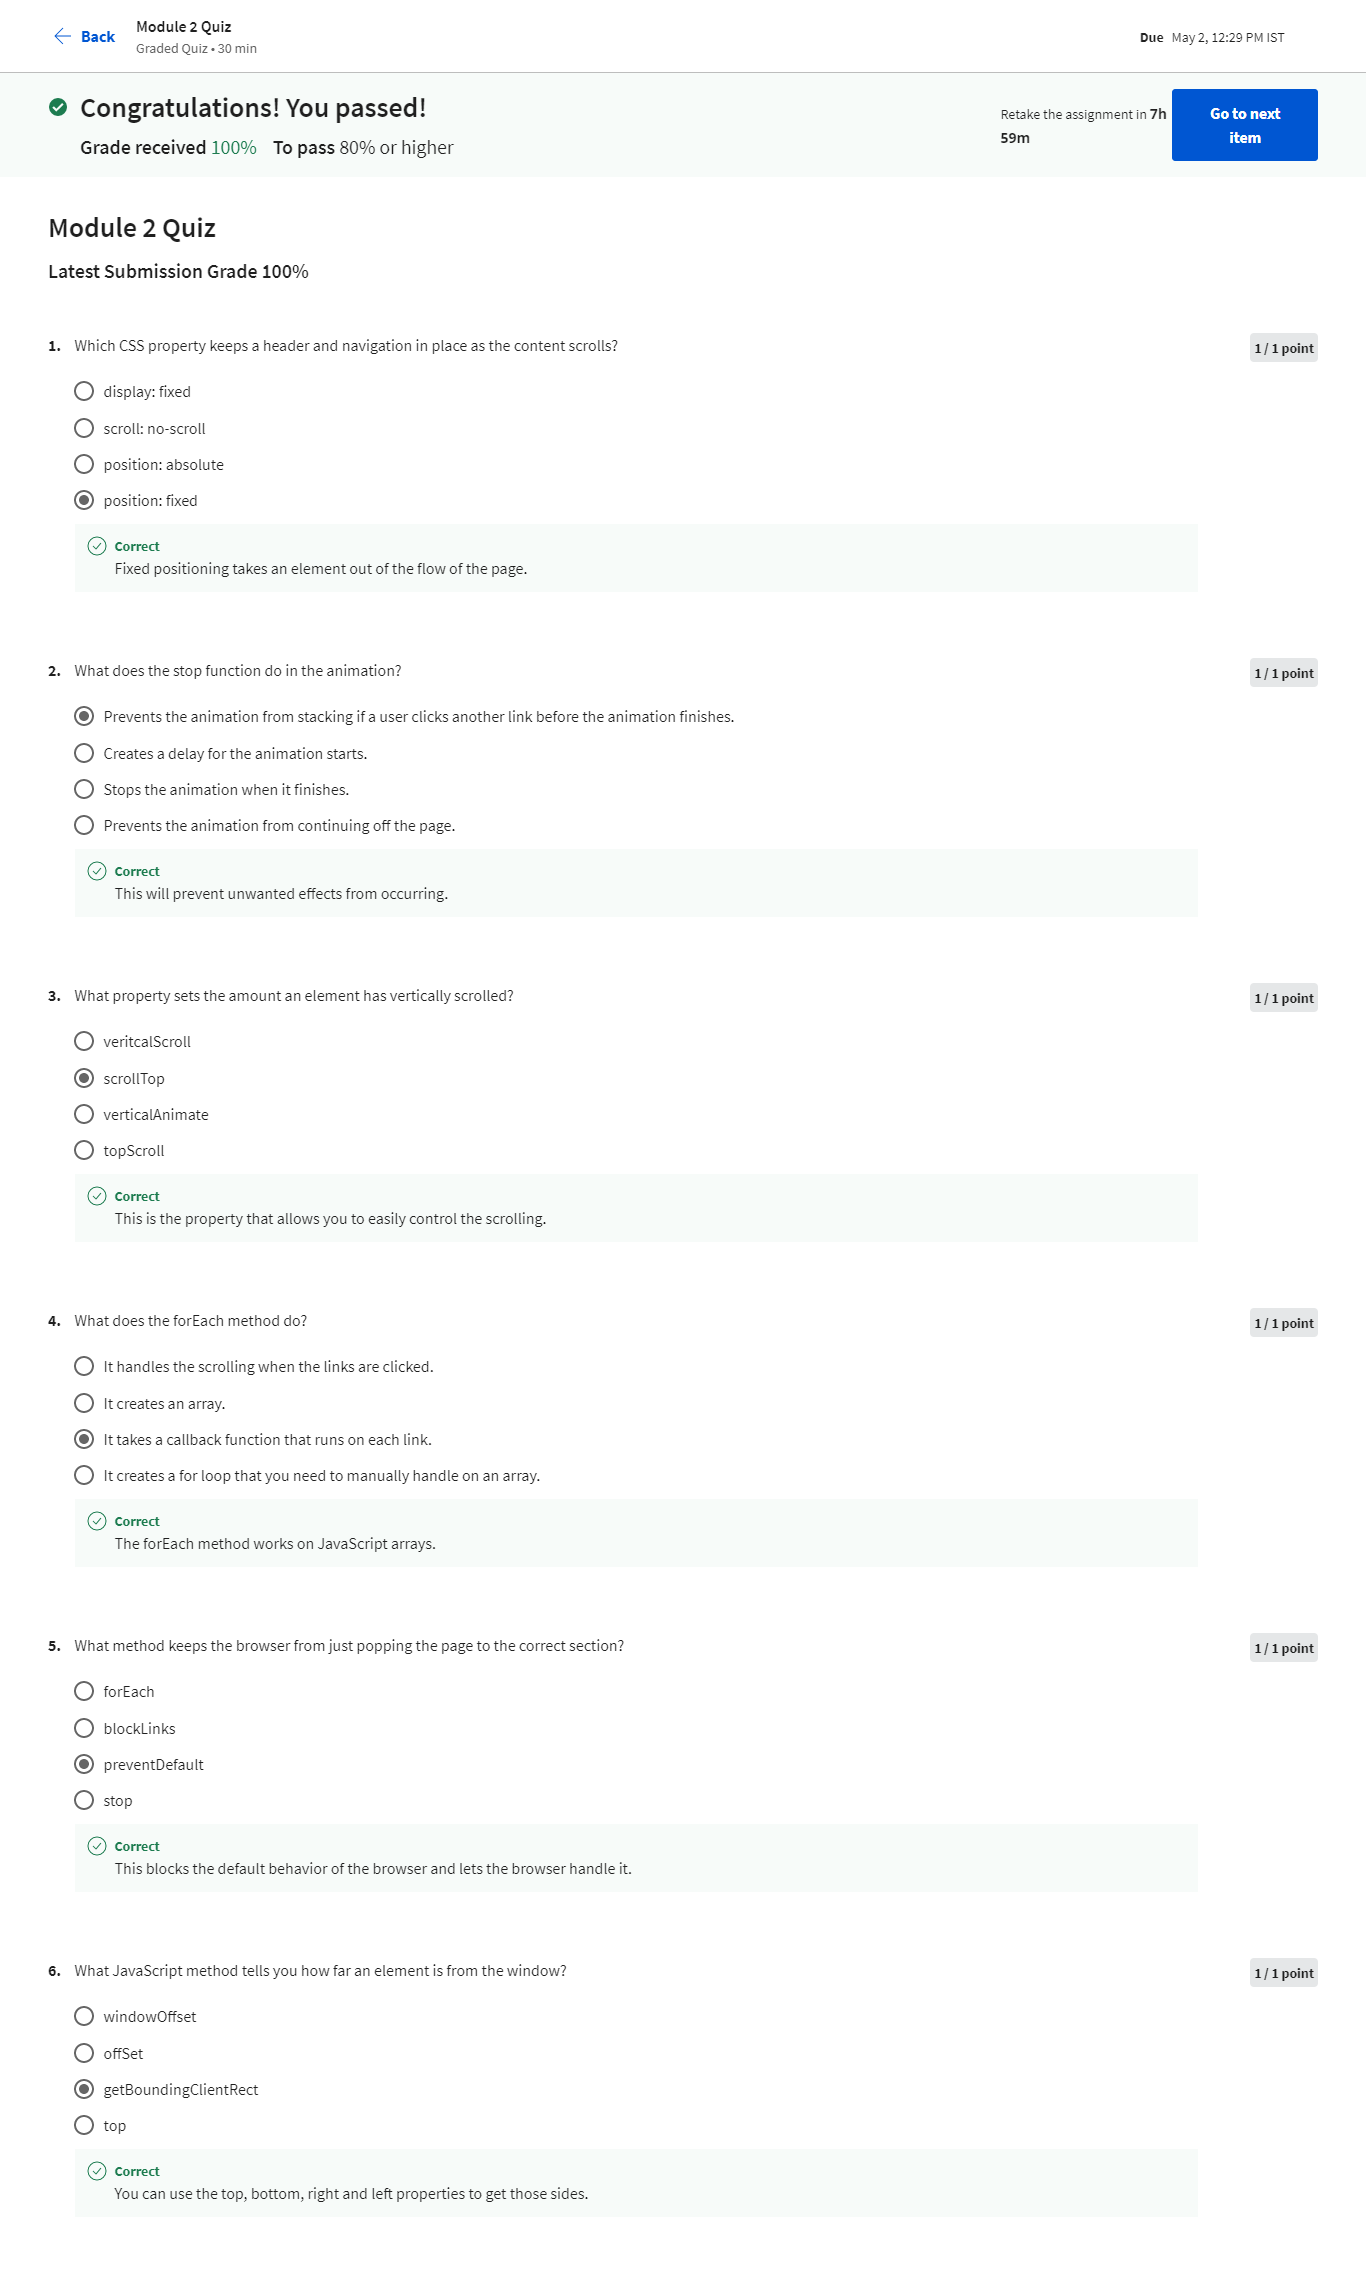 Back
Module 2 Quiz
Graded Quiz • 30 min
Due May 2, 12:29 PM IST
Congratulations! You passed!
Grade received 100% To pass 80% or higher
Retake the assignment in 7h
59m
Go to next
item
Module 2 Quiz
Latest Submission Grade 100%
1. Which CSS property keeps a header and navigation in place as the content scrolls?
1 / 1 point
display: fixed
scroll: no-scroll
position: absolute
position: fixed
Correct
Fixed positioning takes an element out of the flow of the page.
2. What does the stop function do in the animation?
1 / 1 point
Prevents the animation from stacking if a user clicks another link before the animation finishes.
Creates a delay for the animation starts.
Stops the animation when it finishes.
Prevents the animation from continuing off the page.
Correct
This will prevent unwanted effects from occurring.
3. What property sets the amount an element has vertically scrolled?
1 / 1 point
veritcalScroll
scrollTop
verticalAnimate
topScroll
Correct
This is the property that allows you to easily control the scrolling.
4. What does the forEach method do?
1 / 1 point
It handles the scrolling when the links are clicked.
It creates an array.
It takes a callback function that runs on each link.
It creates a for loop that you need to manually handle on an array.
Correct
The forEach method works on JavaScript arrays.
5. What method keeps the browser from just popping the page to the correct section?
1 / 1 point
forEach
blockLinks
preventDefault
stop
Correct
This blocks the default behavior of the browser and lets the browser handle it.
6. What JavaScript method tells you how far an element is from the window?
1 / 1 point
windowOffset
offSet
getBoundingClientRect
top
Correct
You can use the top, bottom, right and left properties to get those sides.